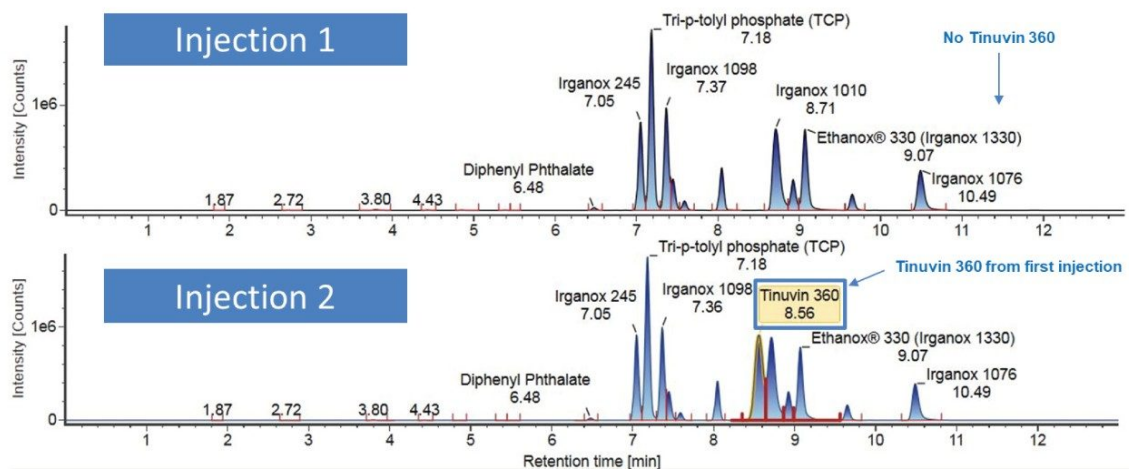 Injection 1
Intensity [Counts]
1e6
0
1.87
2.72
3.80
4.43
Diphenyl Phthalate
6.48
Irganox 245
7.05
Tri-p-tolyl phosphate (TCP)
7.18
Irganox 1098
7.37
Irganox 1010
8.71
Ethanox® 330 (Irganox 1330)
9.07
Irganox 1076
10.49
No Tinuvin 360
1 2 3 4 5 6 7 8 9 10 11 12
Injection 2
Intensity [Counts]
1e6
0
1.87
2.72
3.80
4.43
Diphenyl Phthalate
6.48
Irganox 245
7.05
Tri-p-tolyl phosphate (TCP)
7.18
Irganox 1098
7.36
Tinuvin 360
8.56
Tinuvin 360 from first injection
Ethanox® 330 (Irganox 1330)
9.07
Irganox 1076
10.49
1 2 3 4 5 6 7 8 9 10 11 12
Retention time [min]